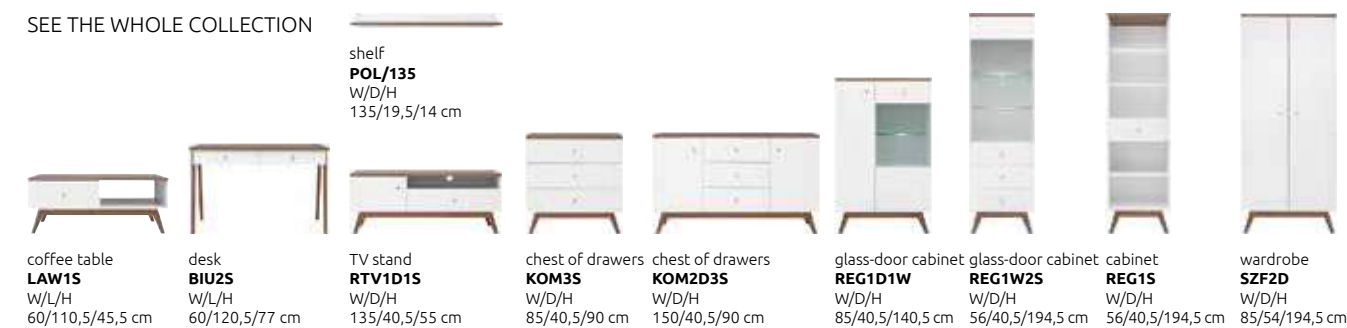 SEE THE WHOLE COLLECTION
shelf
POL/135
W/D/H
135/19,5/14 cm
coffee table
LAW1S
W/L/H
60/110,5/45,5 cm
desk
BIU2S
W/L/H
60/120,5/77 cm
TV stand
RTV1D1S
W/D/H
135/40,5/55 cm
chest of drawers
KOM3S
W/D/H
85/40,5/90 cm
chest of drawers
KOM2D3S
W/D/H
150/40,5/90 cm
glass-door cabinet
REG1D1W
W/D/H
85/40,5/140,5 cm
glass-door cabinet
REG1W2S
W/D/H
56/40,5/194,5 cm
cabinet
REG1S
W/D/H
56/40,5/194,5 cm
wardrobe
SZF2D
W/D/H
85/54/194,5 cm